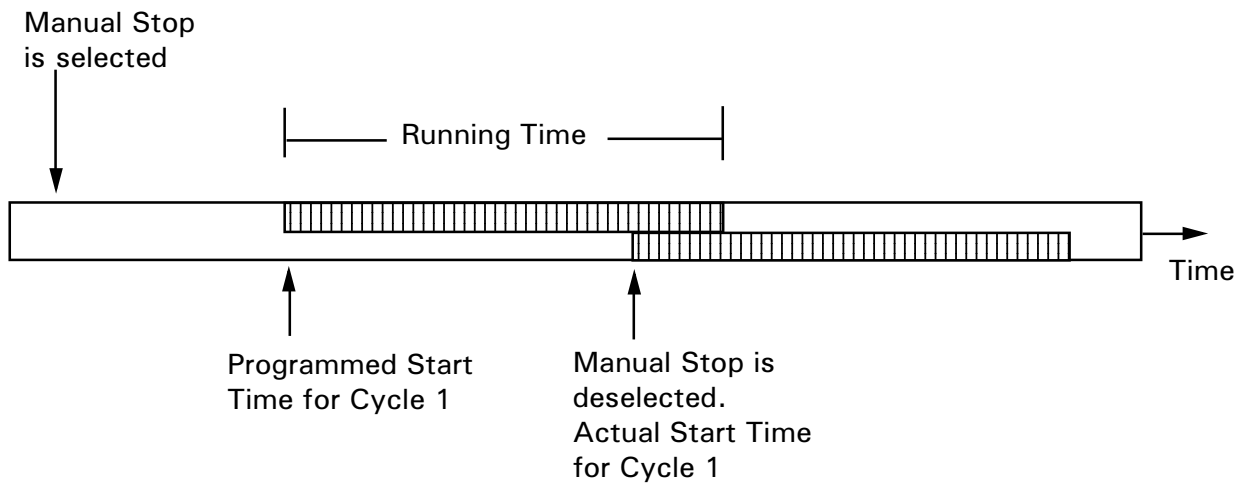 Manual Stop
is selected
Running Time
Time
Programmed Start
Time for Cycle 1
Manual Stop is
deselected.
Actual Start Time
for Cycle 1